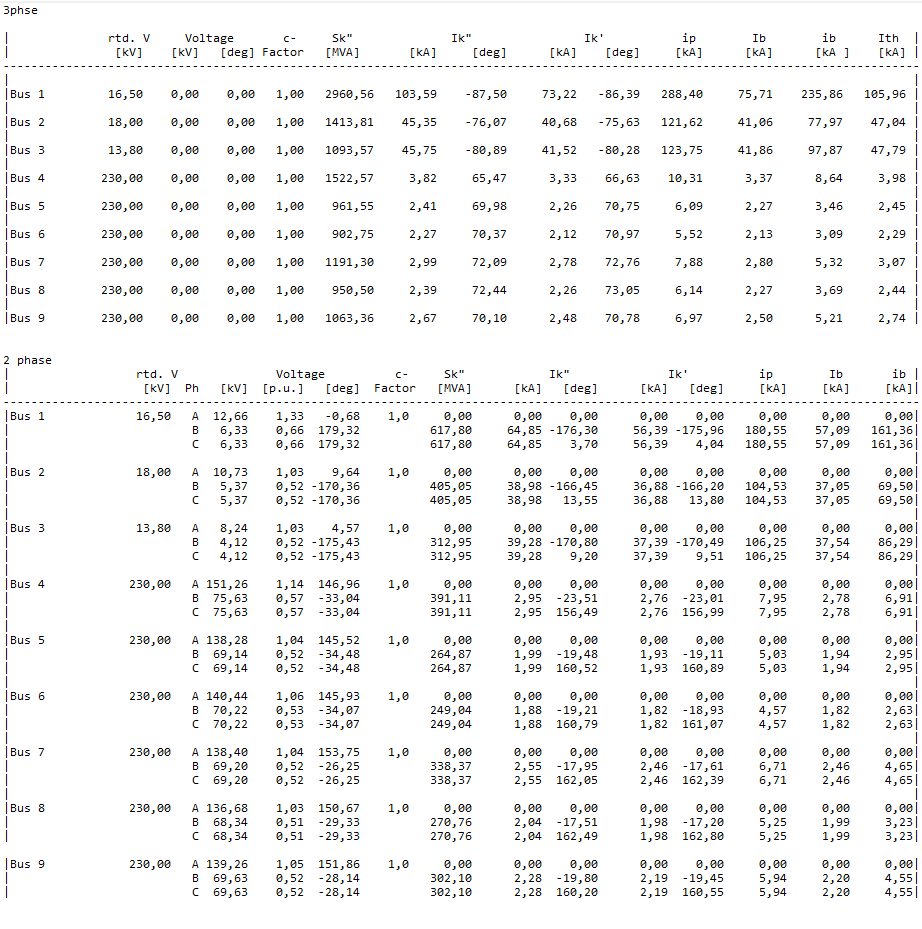 3phse
| rtd. V Voltage c- Sk" Ik" Ik' ip Ib ib Ith |
| [kV] [kV] [deg] Factor [MVA] [kA] [deg] [kA] [deg] [kA] [kA] [kA ] [kA] |
|Bus 1 16,50 0,00 0,00 1,00 2960,56 103,59 -87,50 73,22 -86,39 288,40 75,71 235,86 105,96 |
|Bus 2 18,00 0,00 0,00 1,00 1413,81 45,35 -76,07 40,68 -75,63 121,62 41,06 77,97 47,04 |
|Bus 3 13,80 0,00 0,00 1,00 1093,57 45,75 -80,89 41,52 -80,28 123,75 41,86 97,87 47,79 |
|Bus 4 230,00 0,00 0,00 1,00 1522,57 3,82 65,47 3,33 66,63 10,31 3,37 8,64 3,98 |
|Bus 5 230,00 0,00 0,00 1,00 961,55 2,41 69,98 2,26 70,75 6,09 2,27 3,46 2,45 |
|Bus 6 230,00 0,00 0,00 1,00 902,75 2,27 70,37 2,12 70,97 5,52 2,13 3,09 2,29 |
|Bus 7 230,00 0,00 0,00 1,00 1191,30 2,99 72,09 2,78 72,76 7,88 2,80 5,32 3,07 |
|Bus 8 230,00 0,00 0,00 1,00 950,50 2,39 72,44 2,26 73,05 6,14 2,27 3,69 2,44 |
|Bus 9 230,00 0,00 0,00 1,00 1063,36 2,67 70,10 2,48 70,78 6,97 2,50 5,21 2,74 |
2 phase
| rtd. V Voltage c- Sk" Ik" Ik' ip Ib ib |
| [kV] Ph [kV] [p.u.] [deg] Factor [MVA] [kA] [deg] [kA] [deg] [kA] [kA] [kA]|
|Bus 1 16,50 A 12,66 1,33 -0,68 1,0 0,00 0,00 0,00 0,00 0,00 0,00 0,00 0,00|
| B 6,33 0,66 179,32 617,80 64,85 -176,30 56,39 -175,96 180,55 57,09 161,36|
| C 6,33 0,66 179,32 617,80 64,85 3,70 56,39 4,04 180,55 57,09 161,36|
|Bus 2 18,00 A 10,73 1,03 9,64 1,0 0,00 0,00 0,00 0,00 0,00 0,00 0,00 0,00|
| B 5,37 0,52 -170,36 405,05 38,98 -166,45 36,88 -166,20 104,53 37,05 69,50|
| C 5,37 0,52 -170,36 405,05 38,98 13,55 36,88 13,80 104,53 37,05 69,50|
|Bus 3 13,80 A 8,24 1,03 4,57 1,0 0,00 0,00 0,00 0,00 0,00 0,00 0,00 0,00|
| B 4,12 0,52 -175,43 312,95 39,28 -170,80 37,39 -170,49 106,25 37,54 86,29|
| C 4,12 0,52 -175,43 312,95 39,28 9,20 37,39 9,51 106,25 37,54 86,29|
|Bus 4 230,00 A 151,26 1,14 146,96 1,0 0,00 0,00 0,00 0,00 0,00 0,00 0,00 0,00|
| B 75,63 0,57 -33,04 391,11 2,95 -23,51 2,76 -23,01 7,95 2,78 6,91|
| C 75,63 0,57 -33,04 391,11 2,95 156,49 2,76 156,99 7,95 2,78 6,91|
|Bus 5 230,00 A 138,28 1,04 145,52 1,0 0,00 0,00 0,00 0,00 0,00 0,00 0,00 0,00|
| B 69,14 0,52 -34,48 264,87 1,99 -19,48 1,93 -19,11 5,03 1,94 2,95|
| C 69,14 0,52 -34,48 264,87 1,99 160,52 1,93 160,89 5,03 1,94 2,95|
|Bus 6 230,00 A 140,44 1,06 145,93 1,0 0,00 0,00 0,00 0,00 0,00 0,00 0,00 0,00|
| B 70,22 0,53 -34,07 249,04 1,88 -19,21 1,82 -18,93 4,57 1,82 2,63|
| C 70,22 0,53 -34,07 249,04 1,88 160,79 1,82 161,07 4,57 1,82 2,63|
|Bus 7 230,00 A 138,40 1,04 153,75 1,0 0,00 0,00 0,00 0,00 0,00 0,00 0,00 0,00|
| B 69,20 0,52 -26,25 338,37 2,55 -17,95 2,46 -17,61 6,71 2,46 4,65|
| C 69,20 0,52 -26,25 338,37 2,55 162,05 2,46 162,39 6,71 2,46 4,65|
|Bus 8 230,00 A 136,68 1,03 150,67 1,0 0,00 0,00 0,00 0,00 0,00 0,00 0,00 0,00|
| B 68,34 0,51 -29,33 270,76 2,04 -17,51 1,98 -17,20 5,25 1,99 3,23|
| C 68,34 0,51 -29,33 270,76 2,04 162,49 1,98 162,80 5,25 1,99 3,23|
|Bus 9 230,00 A 139,26 1,05 151,86 1,0 0,00 0,00 0,00 0,00 0,00 0,00 0,00 0,00|
| B 69,63 0,52 -28,14 302,10 2,28 -19,80 2,19 -19,45 5,94 2,20 4,55|
| C 69,63 0,52 -28,14 302,10 2,28 160,20 2,19 160,55 5,94 2,20 4,55|